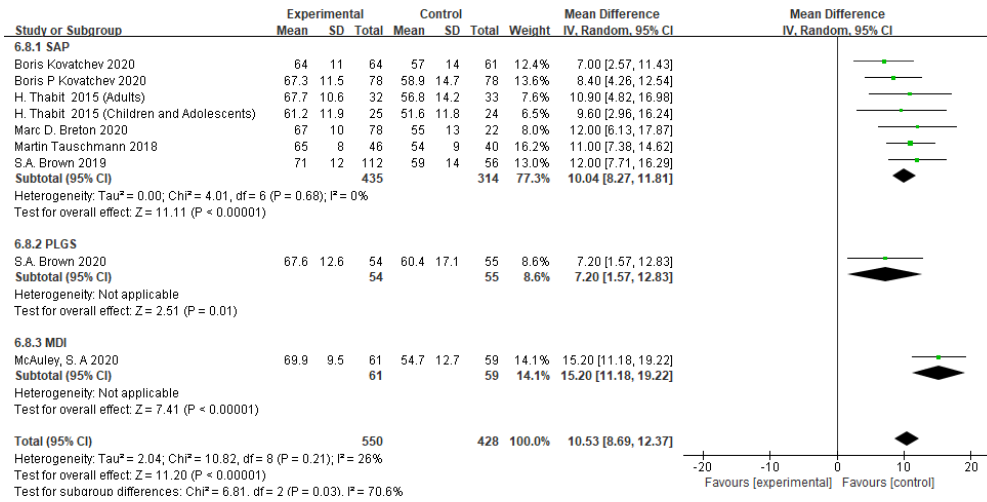 Experimental Control Mean Difference Mean Difference
Study or Subgroup Mean SD Total Mean SD Total Weight IV, Random, 95% CI IV, Random, 95% CI
6.8.1 SAP
Boris Kovatchev 2020 64 11 64 57 14 61 12.4% 7.00 [2.57, 11.43]
Boris P Kovatchev 2020 67.3 11.5 78 58.9 14.7 78 13.7% 8.40 [4.26, 12.54]
H. Thabit 2015 (Adults) 67.7 10.6 32 56.8 14.2 33 7.6% 10.90 [4.82, 16.98]
H. Thabit 2015 (Children and Adolescents) 61.2 11.9 25 51.6 11.8 24 6.5% 9.60 [2.96, 16.24]
Marc D. Breton 2020 67 10 78 55 13 22 8.0% 12.00 [6.13, 17.87]
Martin Tauschmann 2018 65 8 46 54 9 40 16.2% 11.00 [7.38, 14.62]
S.A. Brown 2019 71 12 112 59 14 56 13.0% 12.00 [7.71, 16.29]
Subtotal (95% CI) 435 314 77.3% 10.04 [8.27, 11.81]
Heterogeneity: Tau² = 0.00; Chi² = 4.01, df = 6 (P = 0.68); I² = 0%
Test for overall effect: Z = 11.11 (P < 0.00001)
6.8.2 PLGS
S.A. Brown 2020 67.6 12.6 54 60.4 17.1 55 8.6% 7.20 [1.57, 12.83]
Subtotal (95% CI) 54 55 8.6% 7.20 [1.57, 12.83]
Heterogeneity: Not applicable
Test for overall effect: Z = 2.51 (P = 0.01)
6.8.3 MDI
McAuley, S. A 2020 69.9 9.5 61 54.7 12.7 59 14.1% 15.20 [11.18, 19.22]
Subtotal (95% CI) 61 59 14.1% 15.20 [11.18, 19.22]
Heterogeneity: Not applicable
Test for overall effect: Z = 7.41 (P < 0.00001)
Total (95% CI) 550 428 100.0% 10.53 [8.69, 12.37]
Heterogeneity: Tau² = 2.04; Chi² = 10.82, df = 8 (P = 0.21); I² = 26%
Test for overall effect: Z = 11.20 (P < 0.00001)
Test for subgroup differences: Chi² = 6.81, df = 2 (P = 0.03), I² = 70.6%
-20 -10 0 10 20
Favours [experimental] Favours [control]